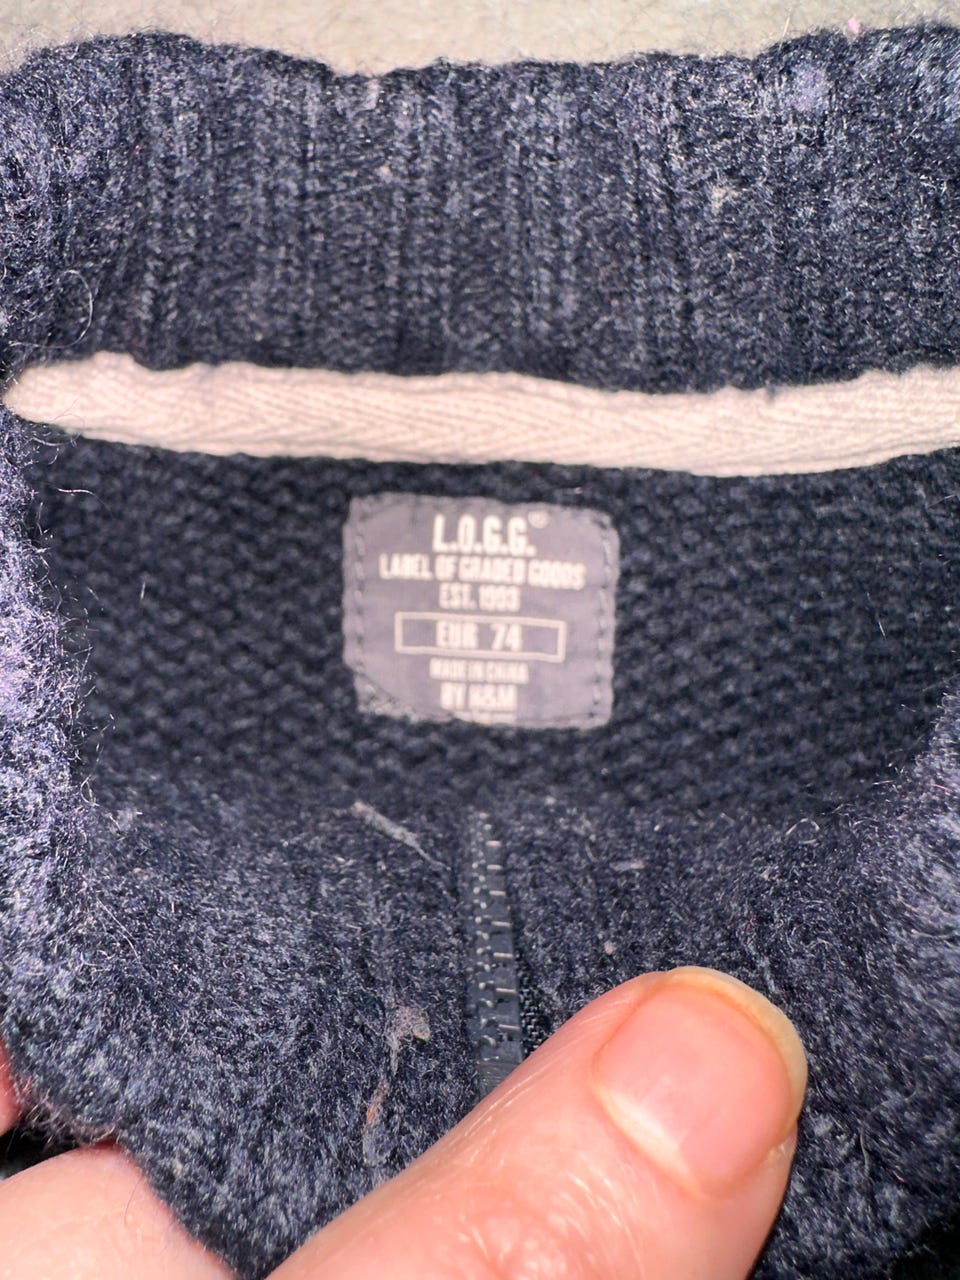 L.O.G.G.®
LABEL OF GRADED GOODS
EST. 1993
EUR 74
MADE IN CHINA
BY H&M